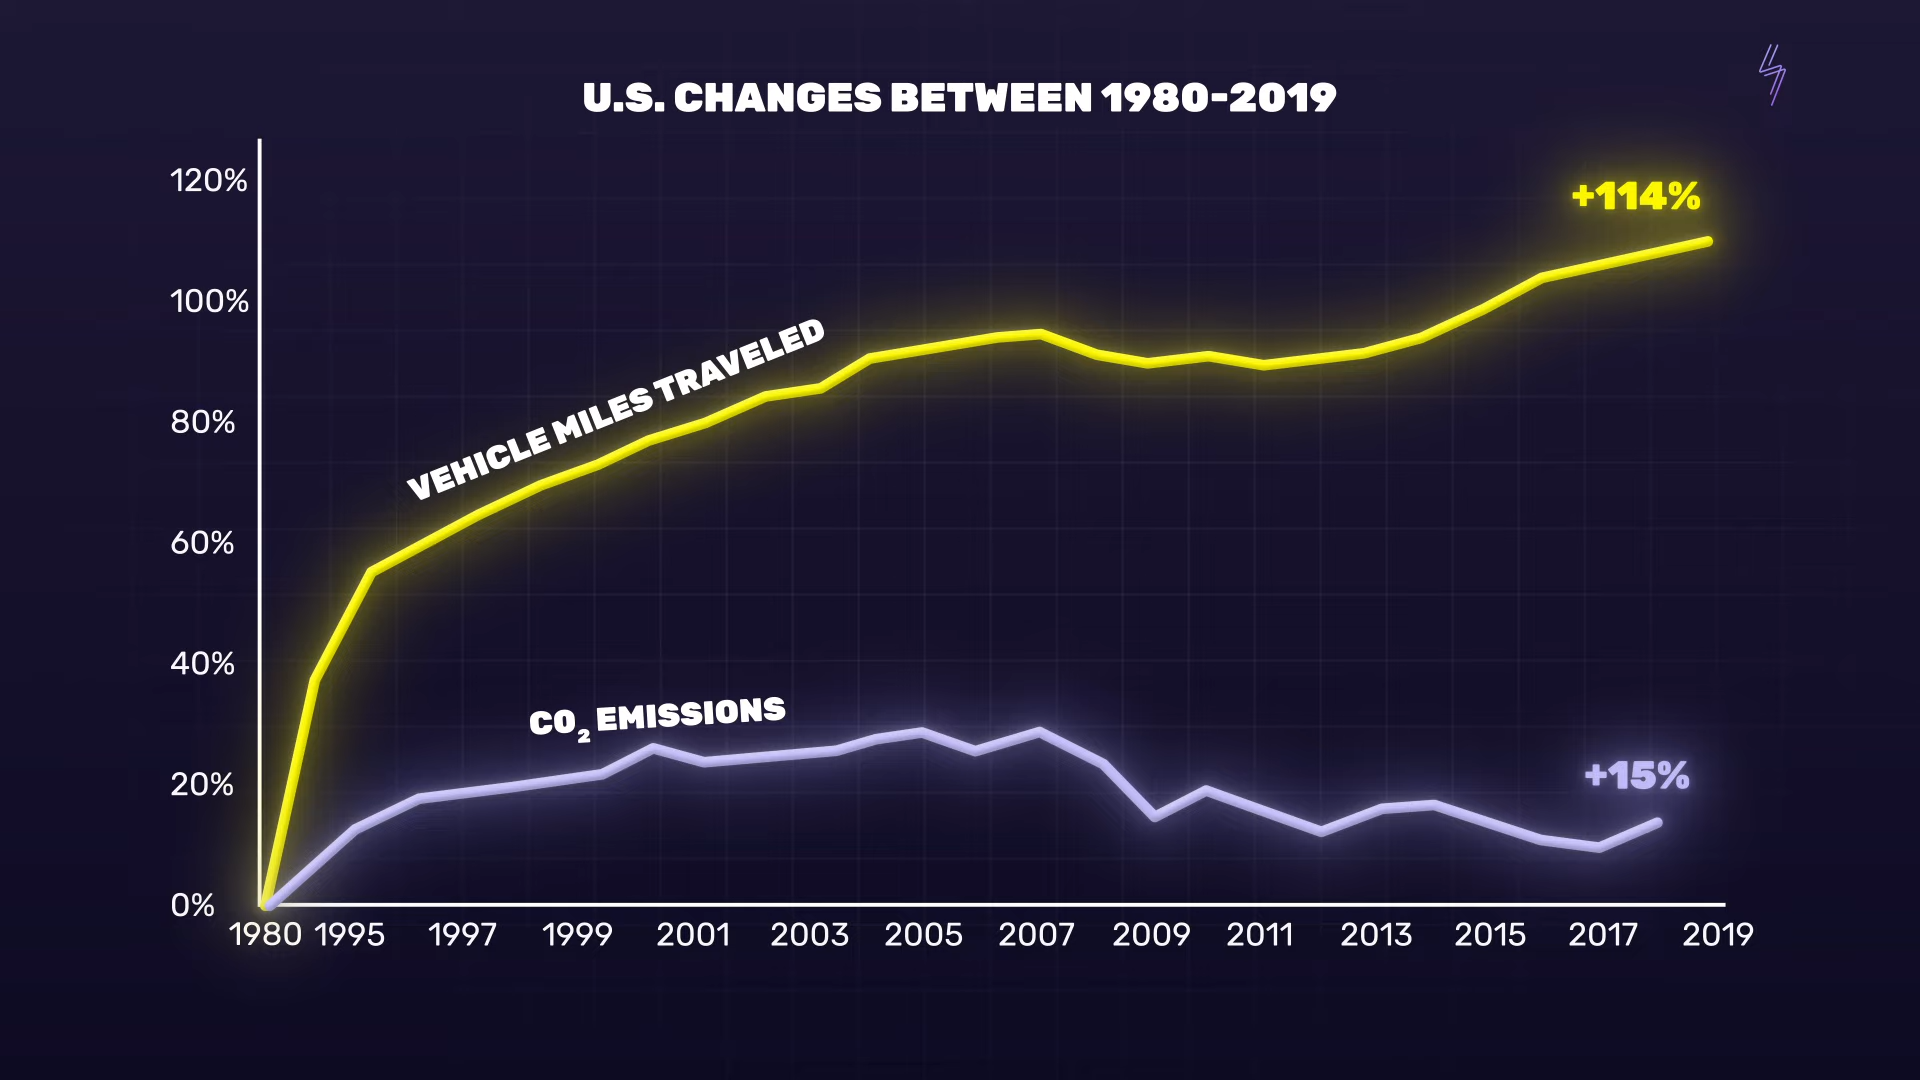 U.S. CHANGES BETWEEN 1980-2019
120%
100%
80%
60%
40%
20%
0%
+114%
VEHICLE MILES TRAVELED
CO₂ EMISSIONS
+15%
1980 1995 1997 1999 2001 2003 2005 2007 2009 2011 2013 2015 2017 2019